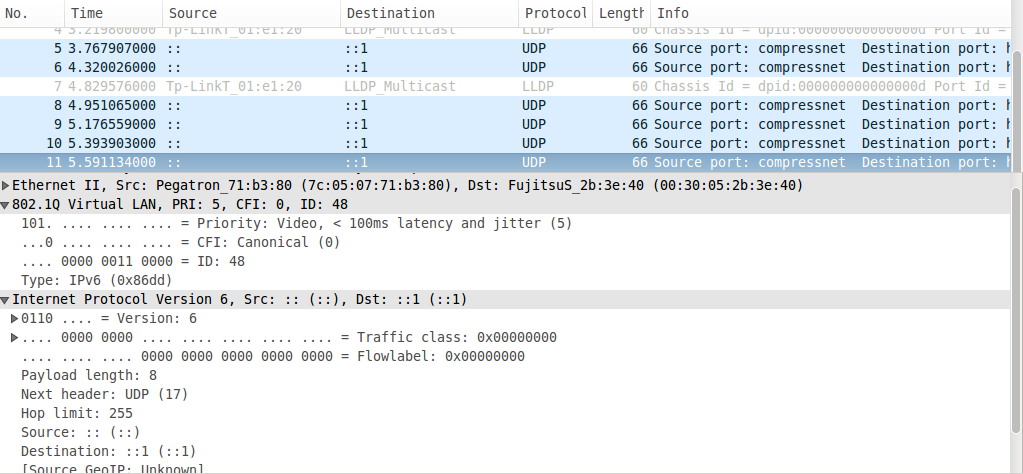 No. Time Source Destination Protocol Length Info
4 3.219800000 Tp-LinkT_01:e1:20 LLDP_Multicast LLDP 60 Chassis Id = dpid:000000000000000d Port Id =
5 3.767907000 :: ::1 UDP 66 Source port: compressnet Destination port: h
6 4.320026000 :: ::1 UDP 66 Source port: compressnet Destination port: h
7 4.829576000 Tp-LinkT_01:e1:20 LLDP_Multicast LLDP 60 Chassis Id = dpid:000000000000000d Port Id =
8 4.951065000 :: ::1 UDP 66 Source port: compressnet Destination port: h
9 5.176559000 :: ::1 UDP 66 Source port: compressnet Destination port: h
10 5.393903000 :: ::1 UDP 66 Source port: compressnet Destination port: h
11 5.591134000 :: ::1 UDP 66 Source port: compressnet Destination port: h
Ethernet II, Src: Pegatron_71:b3:80 (7c:05:07:71:b3:80), Dst: FujitsuS_2b:3e:40 (00:30:05:2b:3e:40)
802.1Q Virtual LAN, PRI: 5, CFI: 0, ID: 48
101. .... .... .... = Priority: Video, < 100ms latency and jitter (5)
...0 .... .... .... = CFI: Canonical (0)
.... 0000 0011 0000 = ID: 48
Type: IPv6 (0x86dd)
Internet Protocol Version 6, Src: :: (::), Dst: ::1 (::1)
0110 .... = Version: 6
.... 0000 0000 .... .... .... .... .... = Traffic class: 0x00000000
.... .... .... 0000 0000 0000 0000 0000 = Flowlabel: 0x00000000
Payload length: 8
Next header: UDP (17)
Hop limit: 255
Source: :: (::)
Destination: ::1 (::1)
[Source GeoIP: Unknown]